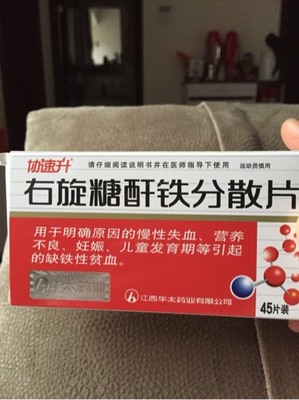 协速升
请仔细阅读说明书并在医师指导下使用 运动员慎用
右旋糖酐铁分散片
用于明确原因的慢性失血、营养
不良、妊娠、儿童发育期等引起
的缺铁性贫血。
华太药业
江西华太药业有限公司
45片装